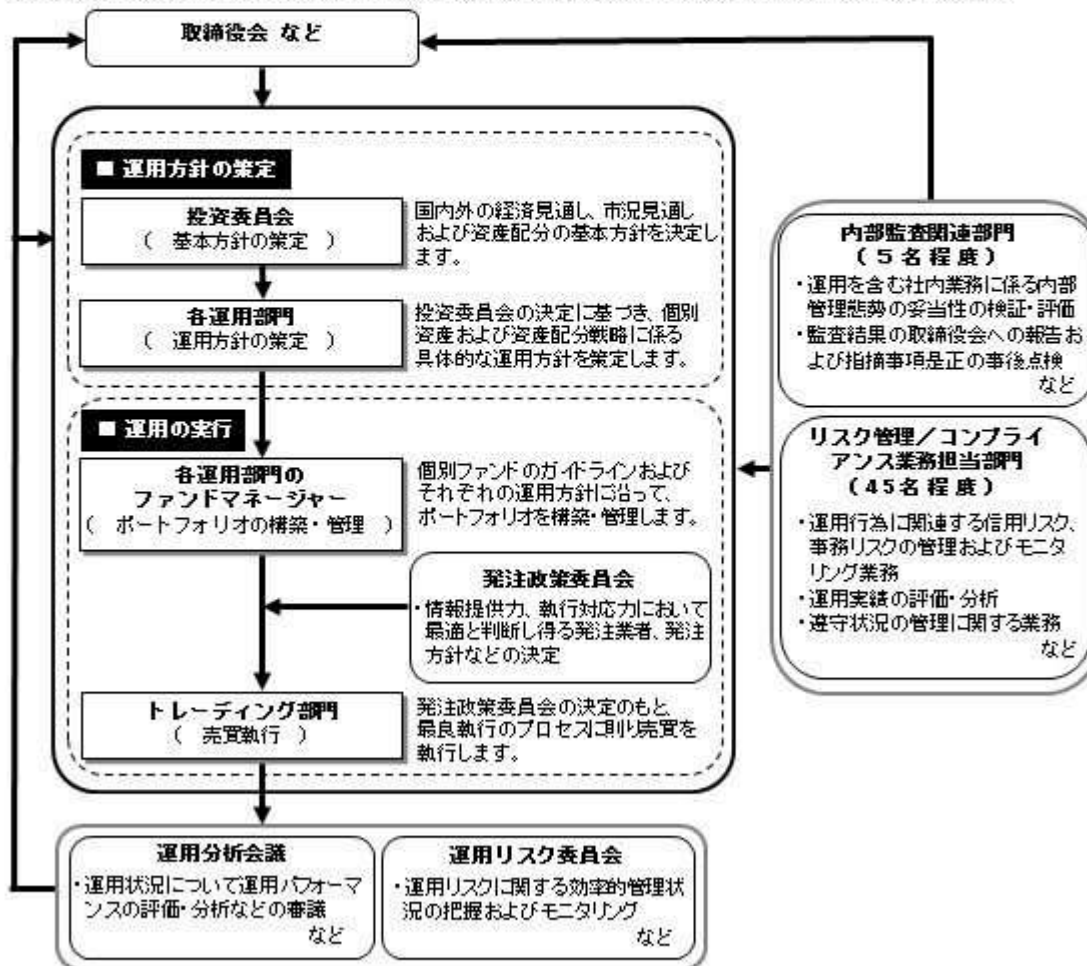 取締役会 など
■ 運用方針の策定
投資委員会
( 基本方針の策定 )
国内外の経済見通し、市況見通し
および資産配分の基本方針を決定し
ます。
各運用部門
( 運用方針の策定 )
投資委員会の決定に基づき、個別
資産および資産配分戦略に係る
具体的な運用方針を策定します。
■ 運用の実行
各運用部門の
ファンドマネージャー
( ポートフォリオの構築・管理 )
個別ファンドのガイドラインおよび
それぞれの運用方針に沿って、
ポートフォリオを構築・管理します。
発注政策委員会
・情報提供力、執行対応力において
最適と判断し得る発注業者、発注
方針などの決定
トレーディング部門
( 売買執行 )
発注政策委員会の決定のもと、
最良執行のプロセスに則り売買を
執行します。
内部監査関連部門
(5名程度)
・運用を含む社内業務に係る内部
管理態勢の妥当性の検証・評価
・監査結果の取締役会への報告お
よび指摘事項是正の事後点検
など
リスク管理/コンプライ
アンス業務担当部門
(45名程度)
・運用行為に関連する信用リスク、
事務リスクの管理およびモニタ
リング業務
・運用実績の評価・分析
・遵守状況の管理に関する業務
など
運用分析会議
・運用状況について運用パフォーマ
ンスの評価・分析などの審議
など
運用リスク委員会
・運用リスクに関する効率的管理状
況の把握およびモニタリング
など